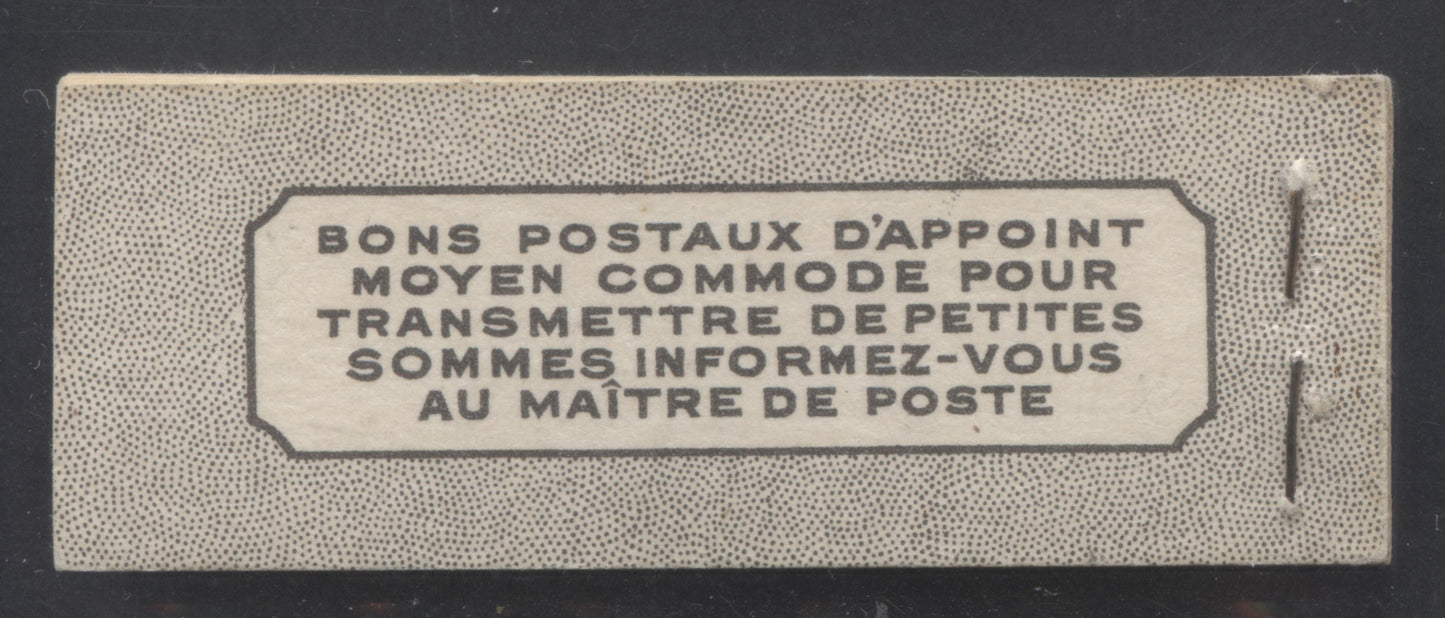 BONS POSTAUX D'APPOINT
MOYEN COMMODE POUR
TRANSMETTRE DE PETITES
SOMMES INFORMEZ-VOUS
AU MAÎTRE DE POSTE